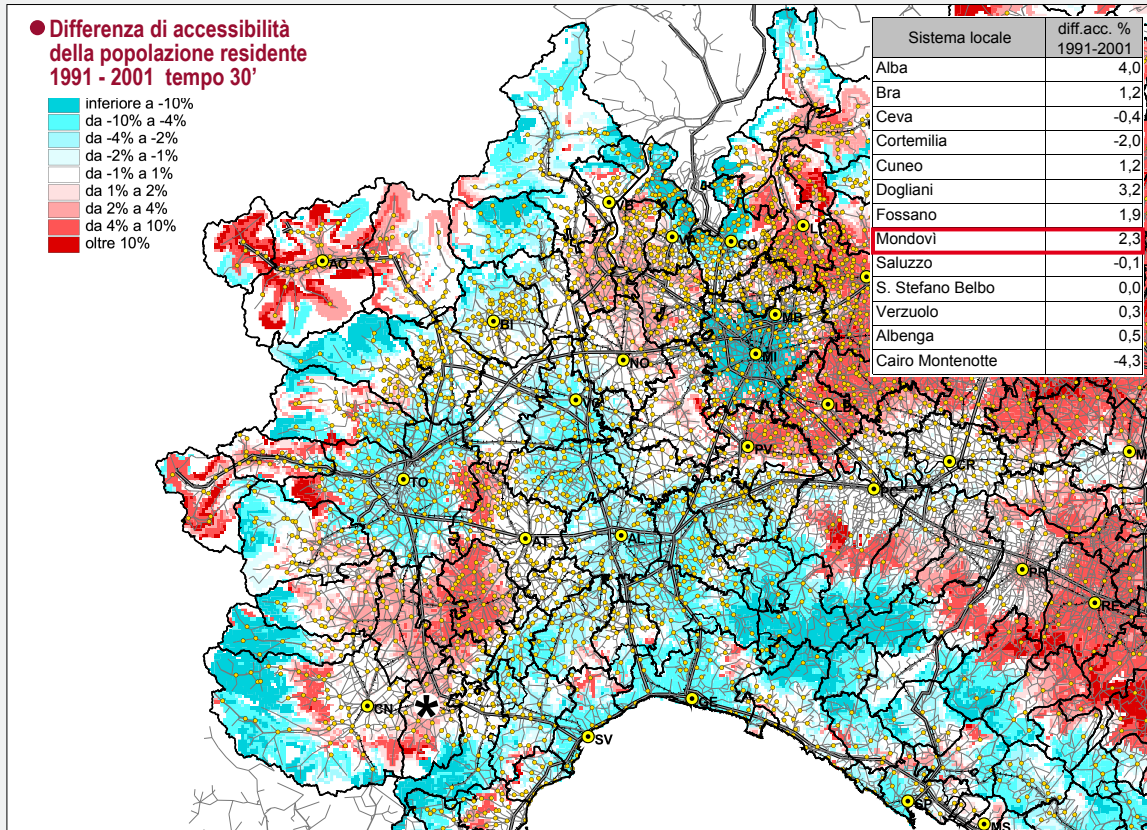 Differenza di accessibilità
della popolazione residente
1991 - 2001 tempo 30'
inferiore a -10%
da -10% a -4%
da -4% a -2%
da -2% a -1%
da -1% a 1%
da 1% a 2%
da 2% a 4%
da 4% a 10%
oltre 10%
Sistema locale diff.acc. % 1991-2001
Alba 4,0
Bra 1,2
Ceva -0,4
Cortemilia -2,0
Cuneo 1,2
Dogliani 3,2
Fossano 1,9
Mondovì 2,3
Saluzzo -0,1
S. Stefano Belbo 0,0
Verzuolo 0,3
Albenga 0,5
Cairo Montenotte -4,3
VB
VA
CO
AO
BI
MB
MI
NO
LO
PV
TO
CR
PC
AT
AL
PR
RE
CN
*
GE
SV
SP
MS